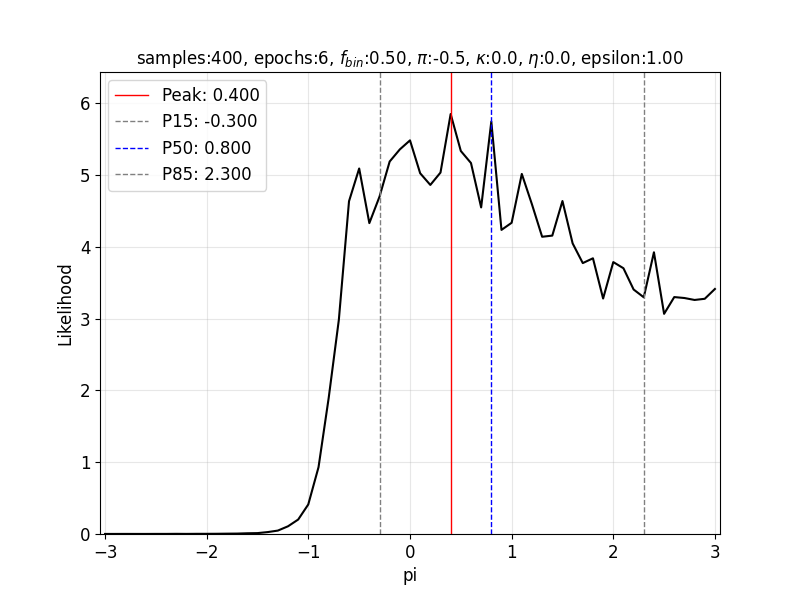 samples:400, epochs:6, f_bin:0.50, π:-0.5, κ:0.0, η:0.0, epsilon:1.00
Peak: 0.400
P15: -0.300
P50: 0.800
P85: 2.300
Likelihood
6
5
4
3
2
1
0
−3 −2 −1 0 1 2 3
pi